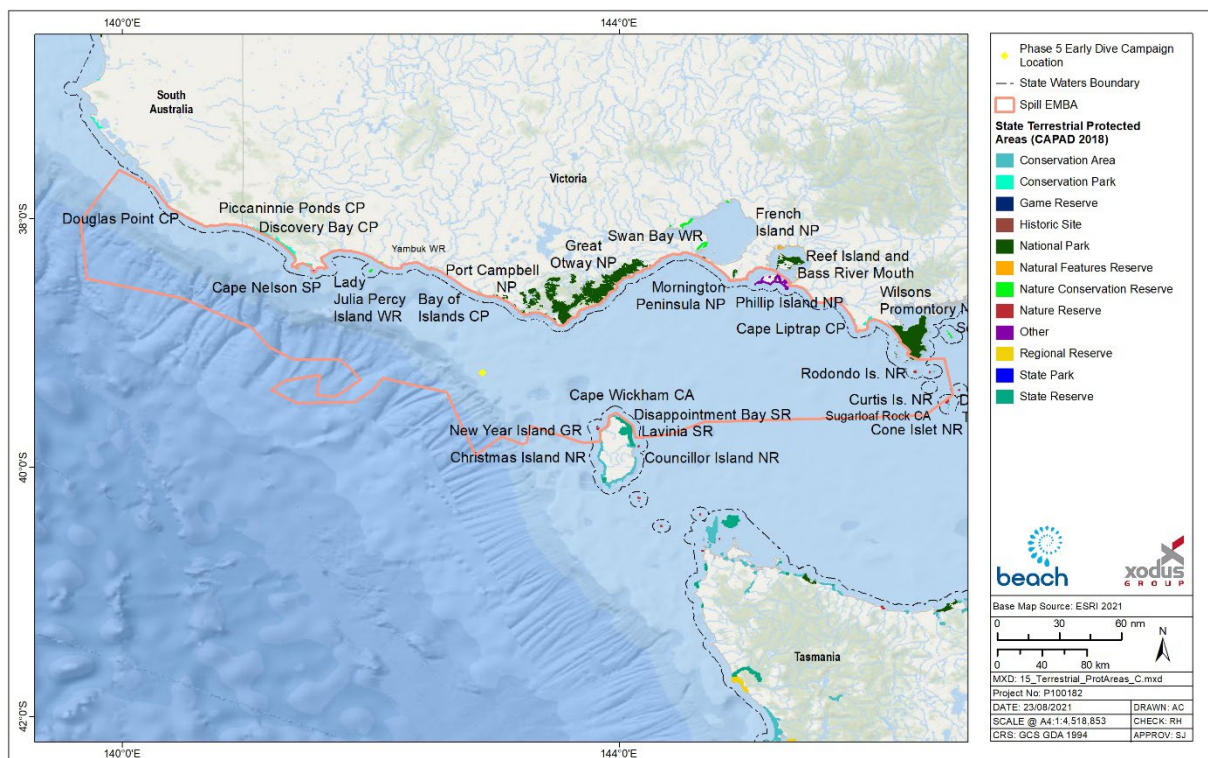 140°0'E
144°0'E
South
Australia
Victoria
38°0'S
Douglas Point CP
Piccaninnie Ponds CP
Discovery Bay CP
Yambuk WR
Cape Nelson SP
Lady
Julia Percy
Island WR
Bay of
Islands CP
Port Campbell
NP
Great
Otway NP
Swan Bay WR
French
Island NP
Mornington
Peninsula NP
Reef Island and
Bass River Mouth
Phillip Island NP
Wilsons
Promontory N
Cape Liptrap CP
Rodondo Is. NR
Curtis Is. NR
Sugarloaf Rock CA
Cone Islet NR
Cape Wickham CA
Disappointment Bay SR
New Year Island GR
Lavinia SR
Christmas Island NR
Councillor Island NR
40°0'S
Tasmania
42°0'S
140°0'E
144°0'E
Phase 5 Early Dive Campaign
Location
State Waters Boundary
Spill EMBA
State Terrestrial Protected
Areas (CAPAD 2018)
Conservation Area
Conservation Park
Game Reserve
Historic Site
National Park
Natural Features Reserve
Nature Conservation Reserve
Nature Reserve
Other
Regional Reserve
State Park
State Reserve
beach
xodus
GROUP
Base Map Source: ESRI 2021
0 30 60 nm
N
0 40 80 km
MXD: 15_Terrestrial_ProtAreas_C.mxd
Project No: P100182
DATE: 23/08/2021
DRAWN: AC
SCALE @ A4:1:4,518,853
CHECK: RH
CRS: GCS GDA 1994
APPROV: SJ